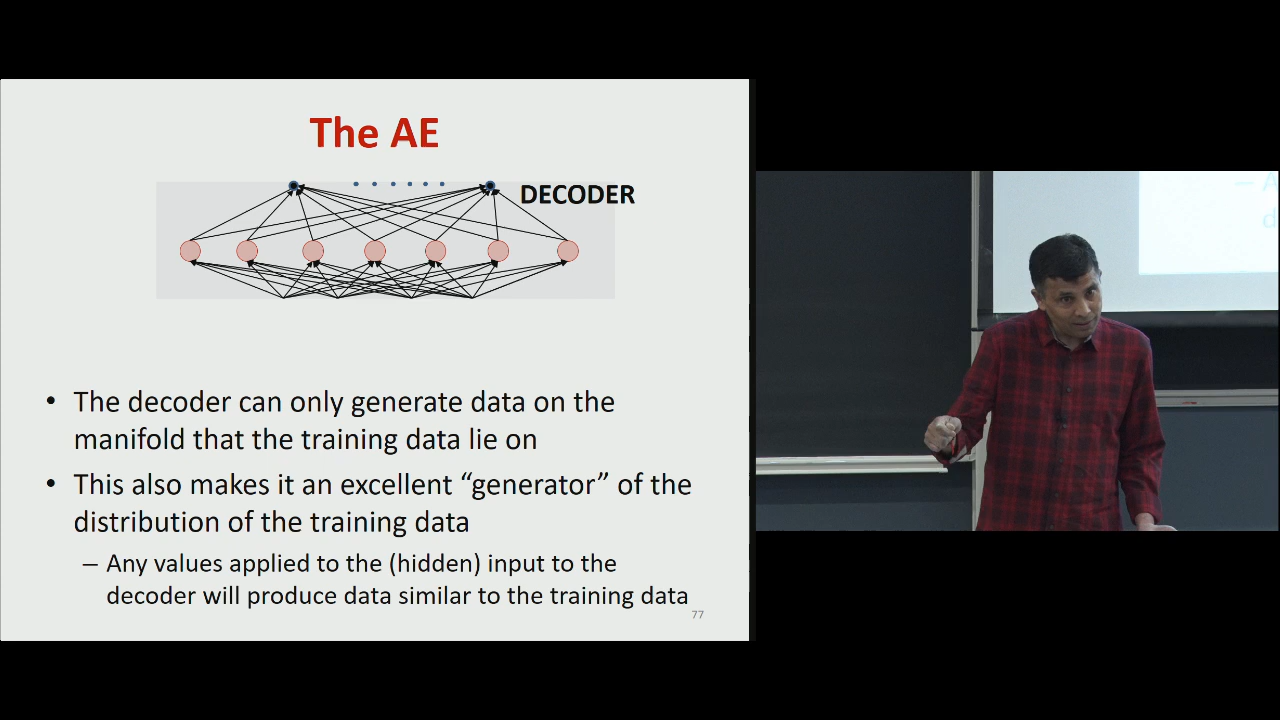 The AE
DECODER
• The decoder can only generate data on the
manifold that the training data lie on
• This also makes it an excellent “generator” of the
distribution of the training data
– Any values applied to the (hidden) input to the
decoder will produce data similar to the training data
77